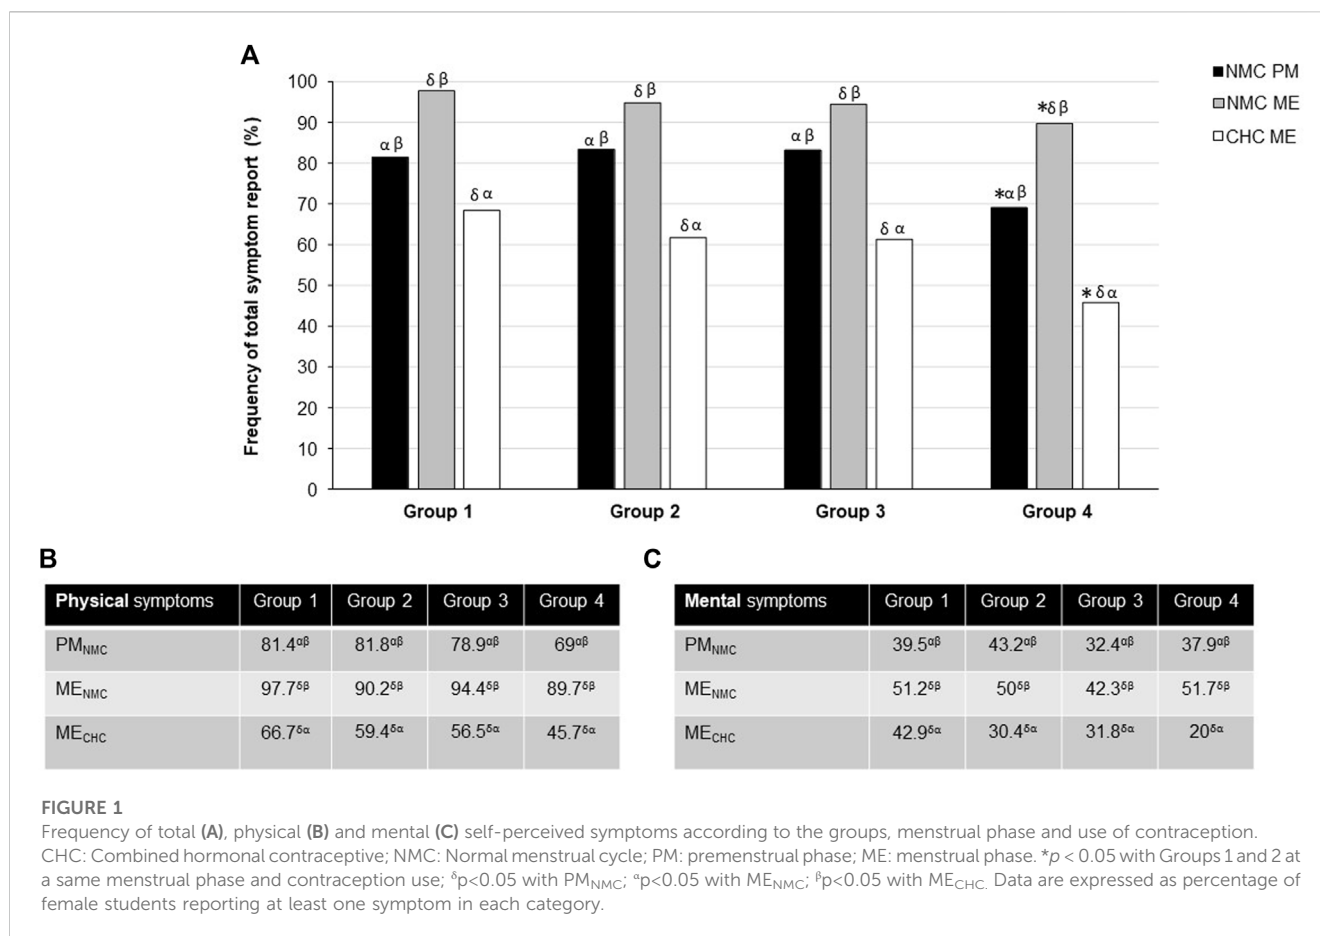 A
Frequency of total symptom report (%)
100
90
80
70
60
50
40
30
20
10
0
α β
δ β
δ α
α β
δ β
δ α
α β
δ β
δ α
*α β
*δ β
* δ α
Group 1 Group 2 Group 3 Group 4
NMC PM
NMC ME
CHC ME
B
Physical symptoms Group 1 Group 2 Group 3 Group 4
PMNMC 81.4αβ 81.8αβ 78.9αβ 69αβ
MENMC 97.7δβ 90.2δβ 94.4δβ 89.7δβ
MECHC 66.7δα 59.4δα 56.5δα 45.7δα
C
Mental symptoms Group 1 Group 2 Group 3 Group 4
PMNMC 39.5αβ 43.2αβ 32.4αβ 37.9αβ
MENMC 51.2δβ 50δβ 42.3δβ 51.7δβ
MECHC 42.9δα 30.4δα 31.8δα 20δα
FIGURE 1
Frequency of total (A), physical (B) and mental (C) self-perceived symptoms according to the groups, menstrual phase and use of contraception.
CHC: Combined hormonal contraceptive; NMC: Normal menstrual cycle; PM: premenstrual phase; ME: menstrual phase. *p < 0.05 with Groups 1 and 2 at
a same menstrual phase and contraception use; δp<0.05 with PMNMC; αp<0.05 with MENMC; βp<0.05 with MECHC. Data are expressed as percentage of
female students reporting at least one symptom in each category.